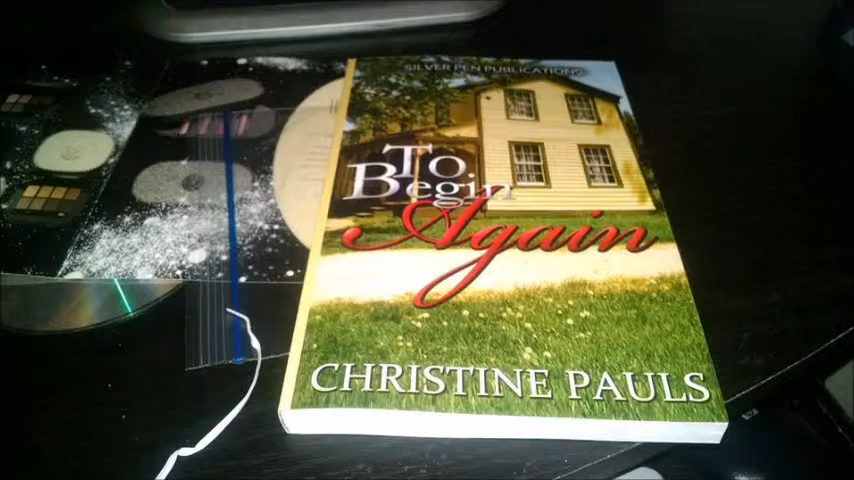 SILVER PEN PUBLICATIONS
To
Begin
Again
CHRISTINE PAULS